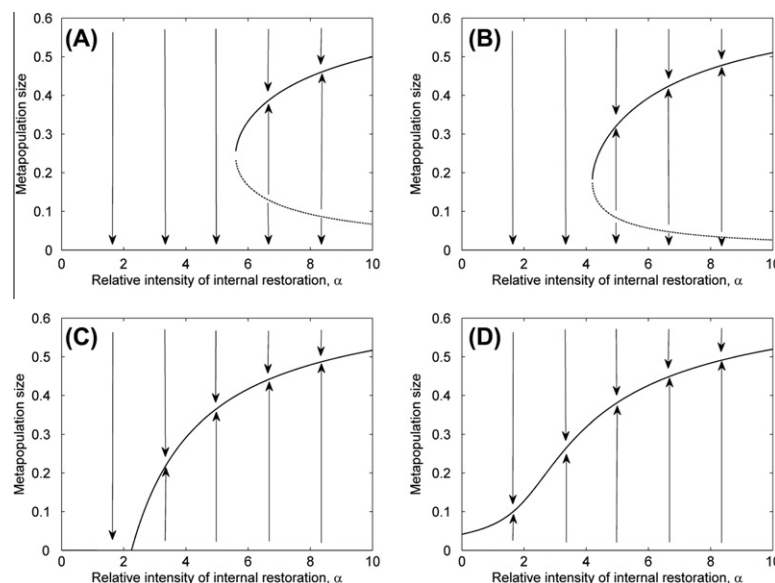 (A)
0.6
0.5
0.4
0.3
0.2
0.1
0
Metapopulation size
0 2 4 6 8 10
Relative intensity of internal restoration, α
(B)
0.6
0.5
0.4
0.3
0.2
0.1
0
Metapopulation size
0 2 4 6 8 10
Relative intensity of internal restoration, α
(C)
0.6
0.5
0.4
0.3
0.2
0.1
0
Metapopulation size
0 2 4 6 8 10
Relative intensity of internal restoration, α
(D)
0.6
0.5
0.4
0.3
0.2
0.1
0
Metapopulation size
0 2 4 6 8 10
Relative intensity of internal restoration, α